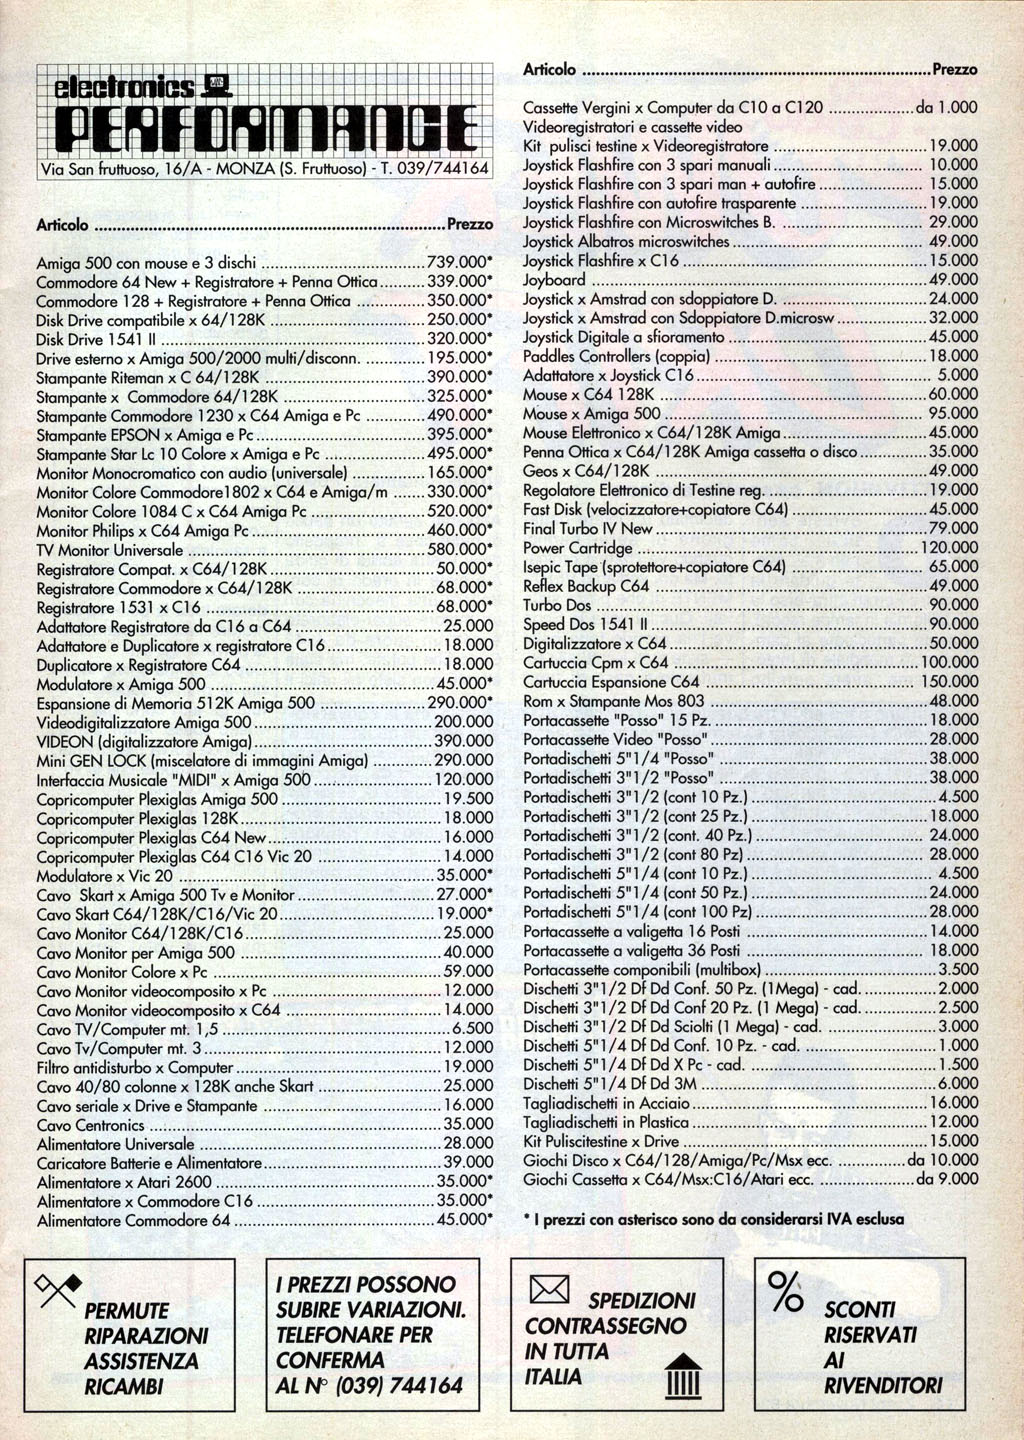 electronics
PERFORMANCE
Via San fruttuoso, 16/A - MONZA (S. Fruttuoso) - T. 039/744164
Articolo ........ Prezzo
Amiga 500 con mouse e 3 dischi ........ 739.000*
Commodore 64 New + Registratore + Penna Ottica ........ 339.000*
Commodore 128 + Registratore + Penna Ottica ........ 350.000*
Disk Drive compatibile x 64/128K ........ 250.000*
Disk Drive 1541 II ........ 320.000*
Drive esterno x Amiga 500/2000 multi/disconn. ........ 195.000*
Stampante Riteman x C 64/128K ........ 390.000*
Stampante x Commodore 64/128K ........ 325.000*
Stampante Commodore 1230 x C64 Amiga e Pc ........ 490.000*
Stampante EPSON x Amiga e Pc ........ 395.000*
Stampante Star Lc 10 Colore x Amiga e Pc ........ 495.000*
Monitor Monocromatico con audio (universale) ........ 165.000*
Monitor Colore Commodore1802 x C64 e Amiga/m ........ 330.000*
Monitor Colore 1084 C x C64 Amiga Pc ........ 520.000*
Monitor Philips x C64 Amiga Pc ........ 460.000*
TV Monitor Universale ........ 580.000*
Registratore Compat. x C64/128K ........ 50.000*
Registratore Commodore x C64/128K ........ 68.000*
Registratore 1531 x C16 ........ 68.000*
Adattatore Registratore da C16 a C64 ........ 25.000
Adattatore e Duplicatore x registratore C16 ........ 18.000
Duplicatore x Registratore C64 ........ 18.000
Modulatore x Amiga 500 ........ 45.000*
Espansione di Memoria 512K Amiga 500 ........ 290.000*
Videodigitalizzatore Amiga 500 ........ 200.000
VIDEON (digitalizzatore Amiga) ........ 390.000
Mini GEN LOCK (miscelatore di immagini Amiga) ........ 290.000
Interfaccia Musicale "MIDI" x Amiga 500 ........ 120.000
Copricomputer Plexiglas Amiga 500 ........ 19.500
Copricomputer Plexiglas 128K ........ 18.000
Copricomputer Plexiglas C64 New ........ 16.000
Copricomputer Plexiglas C64 C16 Vic 20 ........ 14.000
Modulatore x Vic 20 ........ 35.000*
Cavo Skart x Amiga 500 Tv e Monitor ........ 27.000*
Cavo Skart C64/128K/C16/Vic 20 ........ 19.000*
Cavo Monitor C64/128K/C16 ........ 25.000
Cavo Monitor per Amiga 500 ........ 40.000
Cavo Monitor Colore x Pc ........ 59.000
Cavo Monitor videocomposito x Pc ........ 12.000
Cavo Monitor videocomposito x C64 ........ 14.000
Cavo TV/Computer mt. 1,5 ........ 6.500
Cavo Tv/Computer mt. 3 ........ 12.000
Filtro antidisturbo x Computer ........ 19.000
Cavo 40/80 colonne x 128K anche Skart ........ 25.000
Cavo seriale x Drive e Stampante ........ 16.000
Cavo Centronics ........ 35.000
Alimentatore Universale ........ 28.000
Caricatore Batterie e Alimentatore ........ 39.000
Alimentatore x Atari 2600 ........ 35.000*
Alimentatore x Commodore C16 ........ 35.000*
Alimentatore Commodore 64 ........ 45.000*
Articolo ........ Prezzo
Cassette Vergini x Computer da C10 a C120 ........ da 1.000
Videoregistratori e cassette video
Kit pulisci testine x Videoregistratore ........ 19.000
Joystick Flashfire con 3 spari manuali ........ 10.000
Joystick Flashfire con 3 spari man + autofire ........ 15.000
Joystick Flashfire con autofire trasparente ........ 19.000
Joystick Flashfire con Microswitches B. ........ 29.000
Joystick Albatros microswitches ........ 49.000
Joystick Flashfire x C16 ........ 15.000
Joyboard ........ 49.000
Joystick x Amstrad con sdoppiatore D. ........ 24.000
Joystick x Amstrad con Sdoppiatore D.microsw ........ 32.000
Joystick Digitale a sfioramento ........ 45.000
Paddles Controllers (coppia) ........ 18.000
Adattatore x Joystick C16 ........ 5.000
Mouse x C64 128K ........ 60.000
Mouse x Amiga 500 ........ 95.000
Mouse Elettronico x C64/128K Amiga ........ 45.000
Penna Ottica x C64/128K Amiga cassetta o disco ........ 35.000
Geos x C64/128K ........ 49.000
Regolatore Elettronico di Testine reg. ........ 19.000
Fast Disk (velocizzatore+copiatore C64) ........ 45.000
Final Turbo IV New ........ 79.000
Power Cartridge ........ 120.000
Isepic Tape (sprotettore+copiatore C64) ........ 65.000
Reflex Backup C64 ........ 49.000
Turbo Dos ........ 90.000
Speed Dos 1541 II ........ 90.000
Digitalizzatore x C64 ........ 50.000
Cartuccia Cpm x C64 ........ 100.000
Cartuccia Espansione C64 ........ 150.000
Rom x Stampante Mos 803 ........ 48.000
Portacassette "Posso" 15 Pz. ........ 18.000
Portacassette Video "Posso" ........ 28.000
Portadischetti 5"1/4 "Posso" ........ 38.000
Portadischetti 3"1/2 "Posso" ........ 38.000
Portadischetti 3"1/2 (cont 10 Pz.) ........ 4.500
Portadischetti 3"1/2 (cont 25 Pz.) ........ 18.000
Portadischetti 3"1/2 (cont. 40 Pz.) ........ 24.000
Portadischetti 3"1/2 (cont 80 Pz) ........ 28.000
Portadischetti 5"1/4 (cont 10 Pz.) ........ 4.500
Portadischetti 5"1/4 (cont 50 Pz.) ........ 24.000
Portadischetti 5"1/4 (cont 100 Pz) ........ 28.000
Portacassette a valigetta 16 Posti ........ 14.000
Portacassette a valigetta 36 Posti ........ 18.000
Portacassette componibili (multibox) ........ 3.500
Dischetti 3"1/2 Df Dd Conf. 50 Pz. (1Mega) - cad. ........ 2.000
Dischetti 3"1/2 Df Dd Conf 20 Pz. (1 Mega) - cad. ........ 2.500
Dischetti 3"1/2 Df Dd Sciolti (1 Mega) - cad. ........ 3.000
Dischetti 5"1/4 Df Dd Conf. 10 Pz. - cad. ........ 1.000
Dischetti 5"1/4 Df Dd X Pc - cad. ........ 1.500
Dischetti 5"1/4 Df Dd 3M ........ 6.000
Tagliadischetti in Acciaio ........ 16.000
Tagliadischetti in Plastica ........ 12.000
Kit Puliscitestine x Drive ........ 15.000
Giochi Disco x C64/128/Amiga/Pc/Msx ecc. ........ da 10.000
Giochi Cassetta x C64/Msx:C16/Atari ecc. ........ da 9.000
* I prezzi con asterisco sono da considerarsi IVA esclusa
PERMUTE
RIPARAZIONI
ASSISTENZA
RICAMBI
I PREZZI POSSONO
SUBIRE VARIAZIONI.
TELEFONARE PER
CONFERMA
AL N° (039) 744164
SPEDIZIONI
CONTRASSEGNO
IN TUTTA
ITALIA
%
SCONTI
RISERVATI
AI
RIVENDITORI